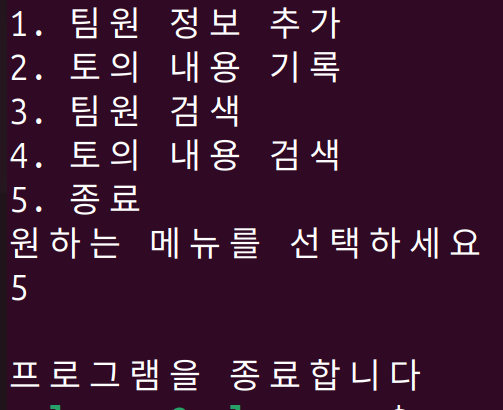 1. 팀원 정보 추가
2. 토의 내용 기록
3. 팀원 검색
4. 토의 내용 검색
5. 종료
원하는 메뉴를 선택하세요
5
프로그램을 종료합니다